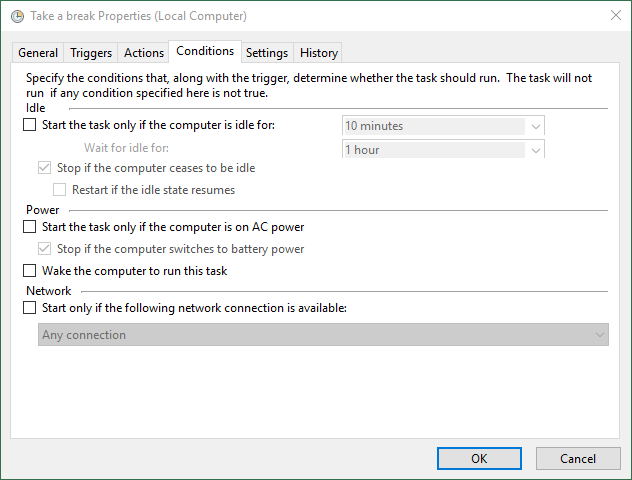 Take a break Properties (Local Computer)
General Triggers Actions Conditions Settings History
Specify the conditions that, along with the trigger, determine whether the task should run. The task will not
run if any condition specified here is not true.
Idle
Start the task only if the computer is idle for: 10 minutes
Wait for idle for: 1 hour
Stop if the computer ceases to be idle
Restart if the idle state resumes
Power
Start the task only if the computer is on AC power
Stop if the computer switches to battery power
Wake the computer to run this task
Network
Start only if the following network connection is available:
Any connection
OK Cancel